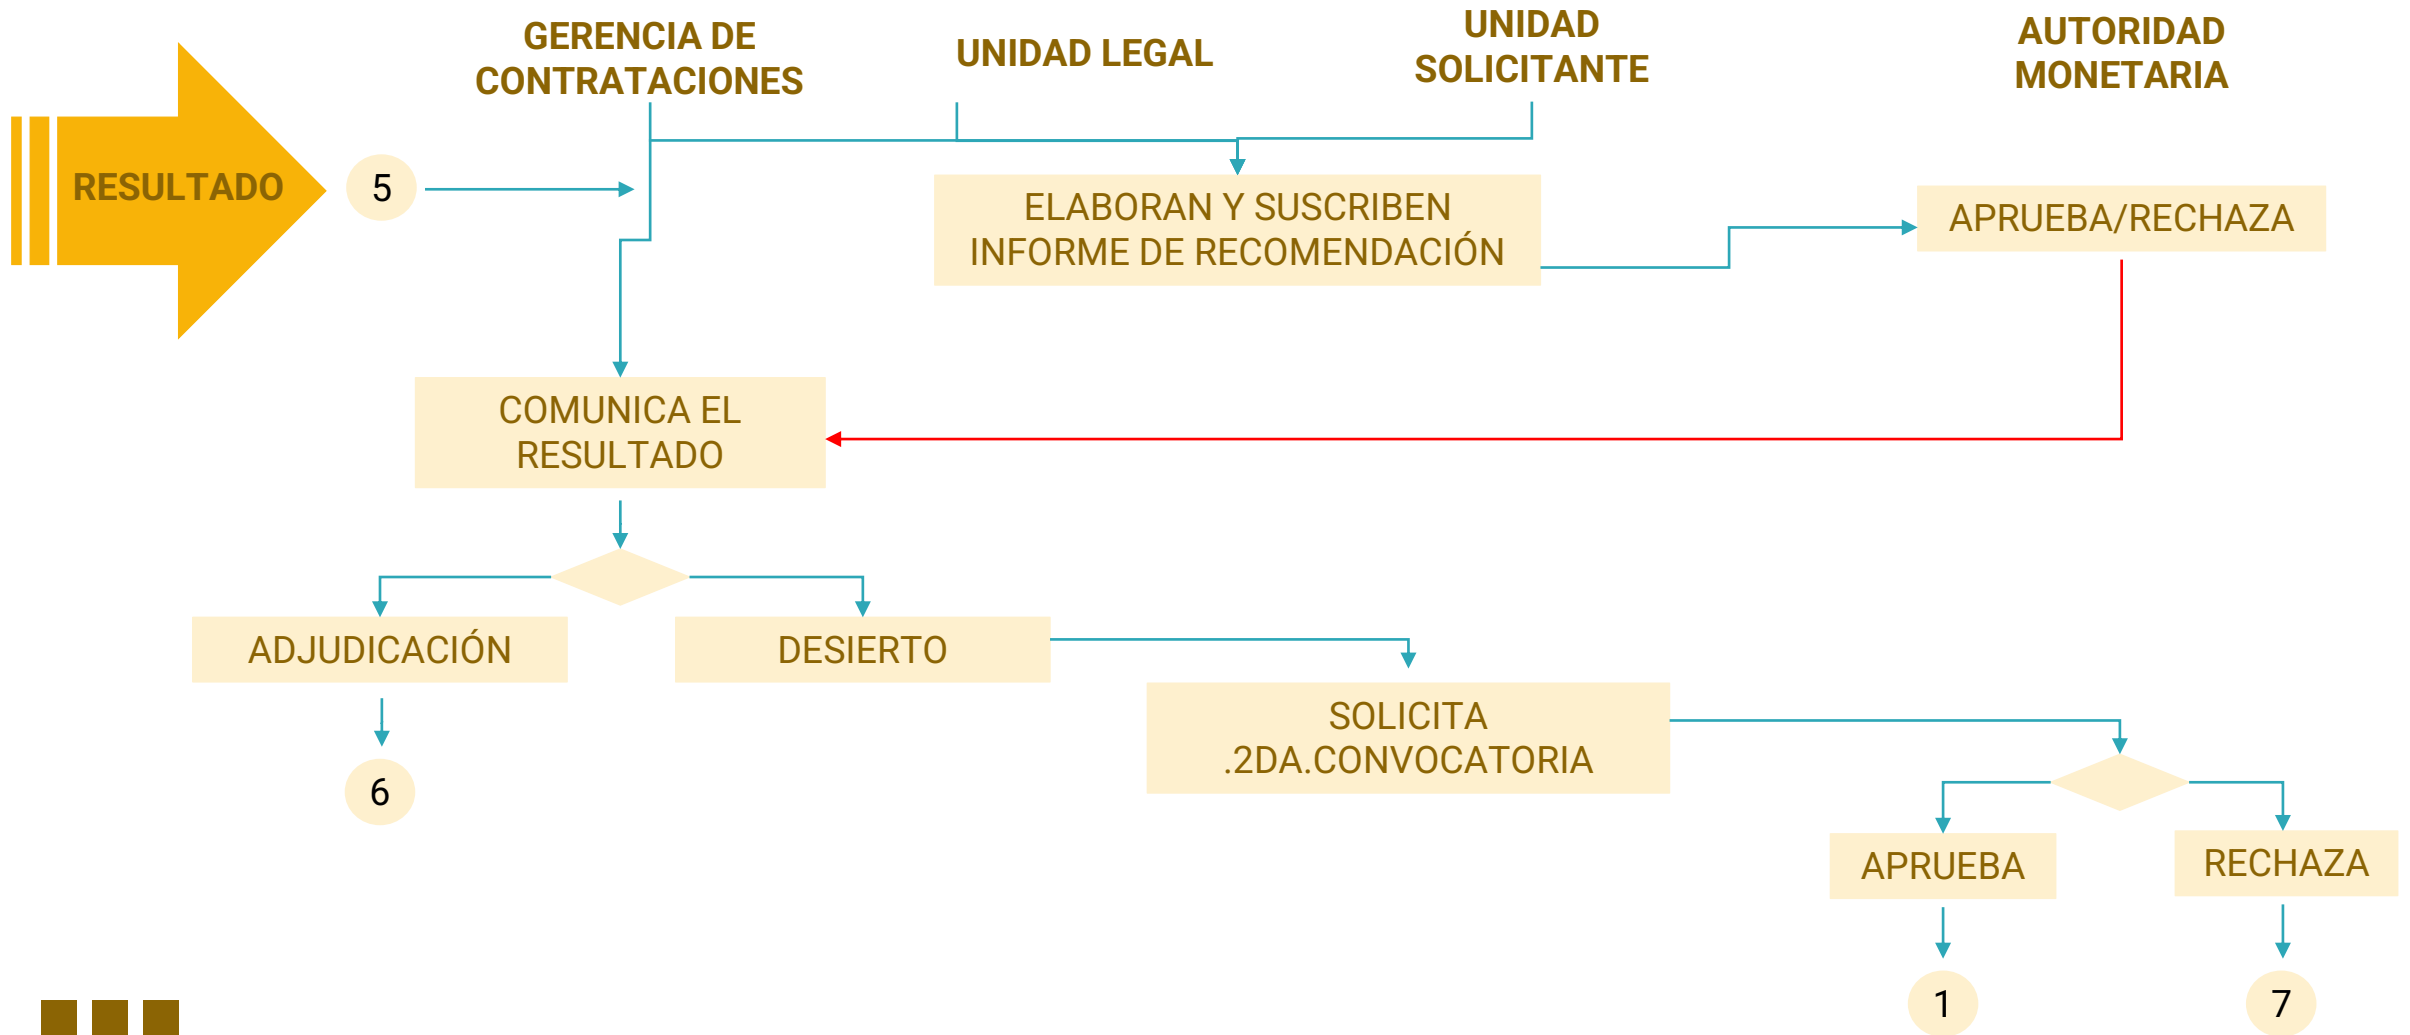 GERENCIA DE
CONTRATACIONES
UNIDAD LEGAL
UNIDAD
SOLICITANTE
AUTORIDAD
MONETARIA
RESULTADO
5
ELABORAN Y SUSCRIBEN
INFORME DE RECOMENDACIÓN
APRUEBA/RECHAZA
COMUNICA EL
RESULTADO
ADJUDICACIÓN
DESIERTO
SOLICITA
.2DA.CONVOCATORIA
6
APRUEBA
RECHAZA
1
7